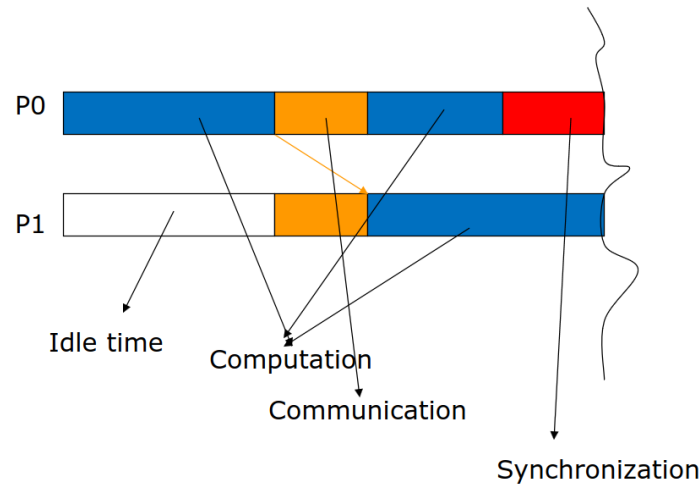 P0
P1
Idle time
Computation
Communication
Synchronization